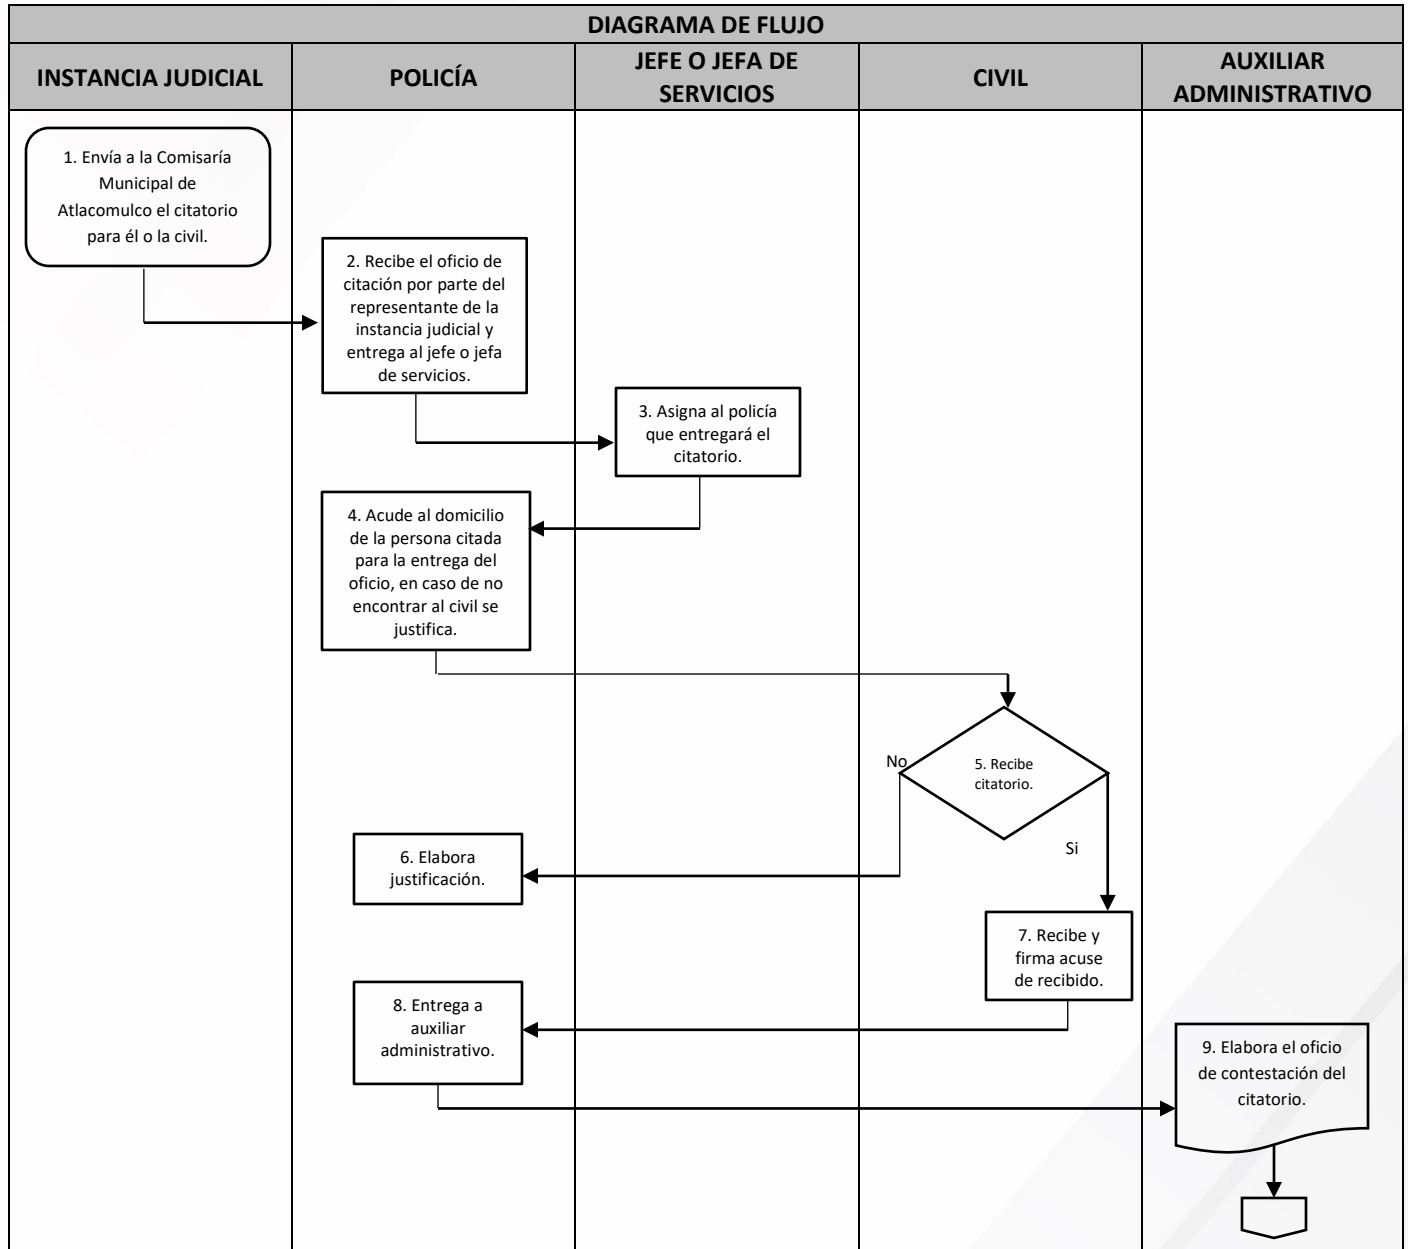 DIAGRAMA DE FLUJO
INSTANCIA JUDICIAL
POLICÍA
JEFE O JEFA DE
SERVICIOS
CIVIL
AUXILIAR
ADMINISTRATIVO
1. Envía a la Comisaría
Municipal de
Atlacomulco el citatorio
para él o la civil.
2. Recibe el oficio de
citación por parte del
representante de la
instancia judicial y
entrega al jefe o jefa
de servicios.
3. Asigna al policía
que entregará el
citatorio.
4. Acude al domicilio
de la persona citada
para la entrega del
oficio, en caso de no
encontrar al civil se
justifica.
No
5. Recibe
citatorio.
Si
6. Elabora
justificación.
7. Recibe y
firma acuse
de recibido.
8. Entrega a
auxiliar
administrativo.
9. Elabora el oficio
de contestación del
citatorio.